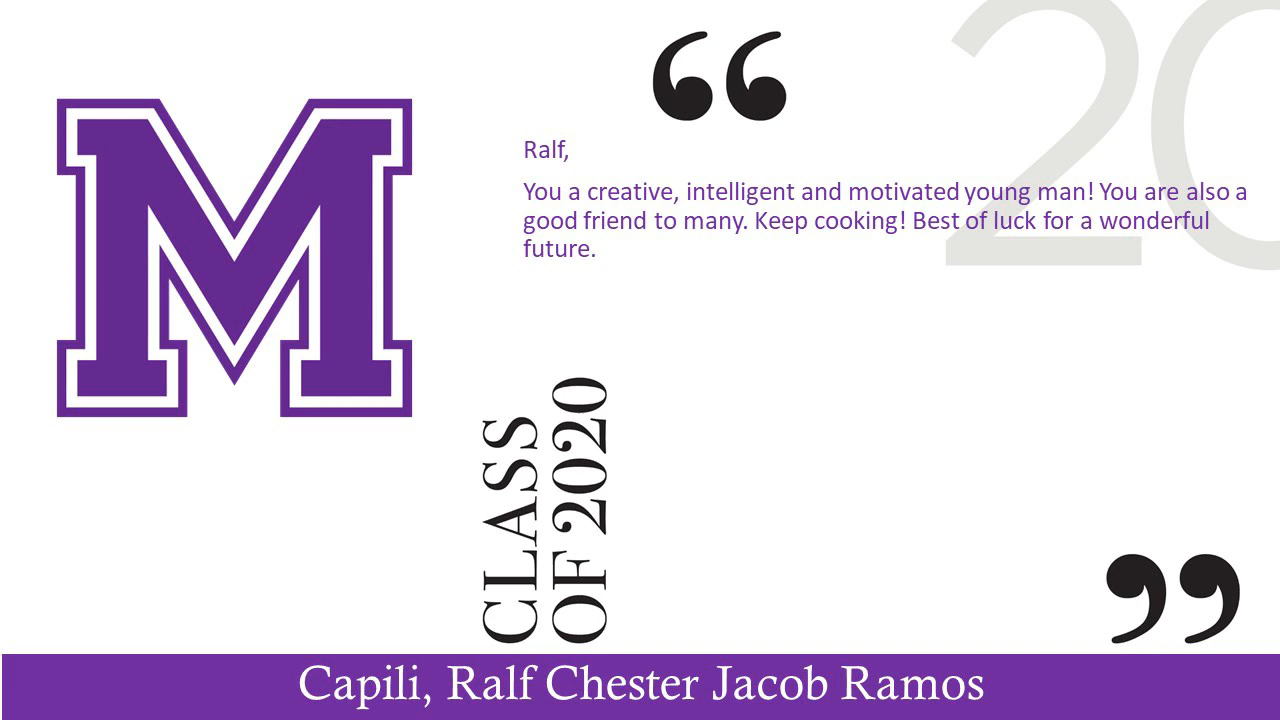 M
20
“
Ralf,
You a creative, intelligent and motivated young man! You are also a
good friend to many. Keep cooking! Best of luck for a wonderful
future.
CLASS
OF 2020
”
Capili, Ralf Chester Jacob Ramos